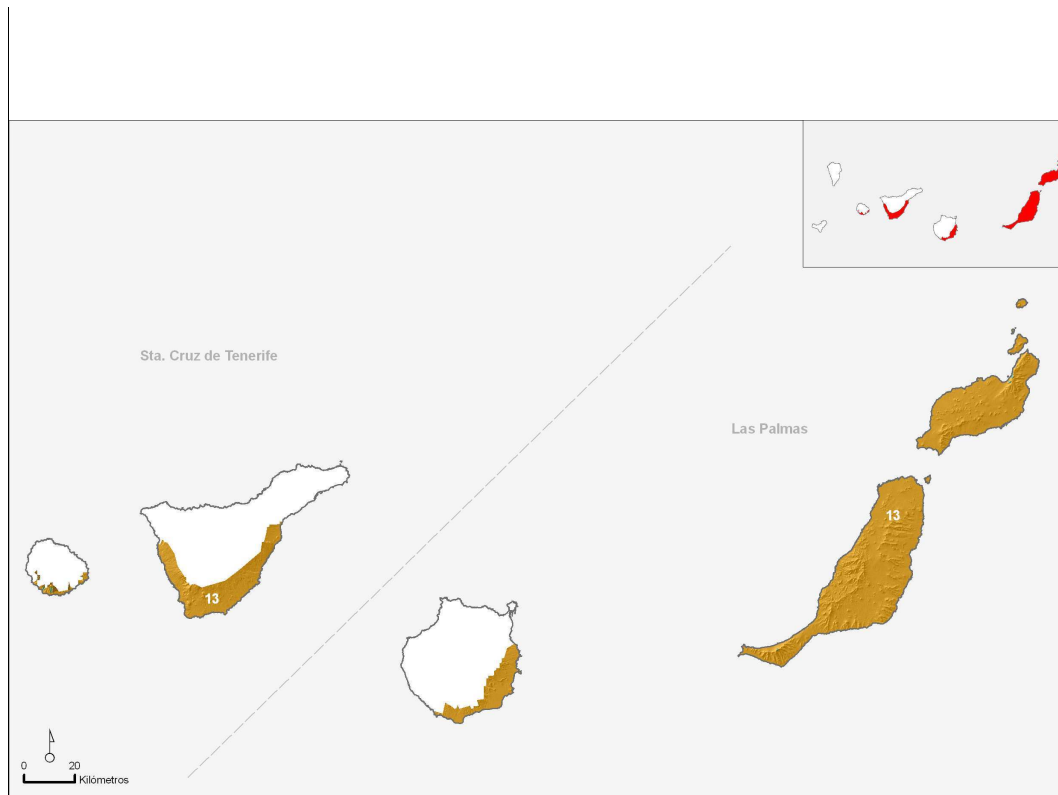 Sta. Cruz de Tenerife
Las Palmas
13
13
0 20
Kilómetros